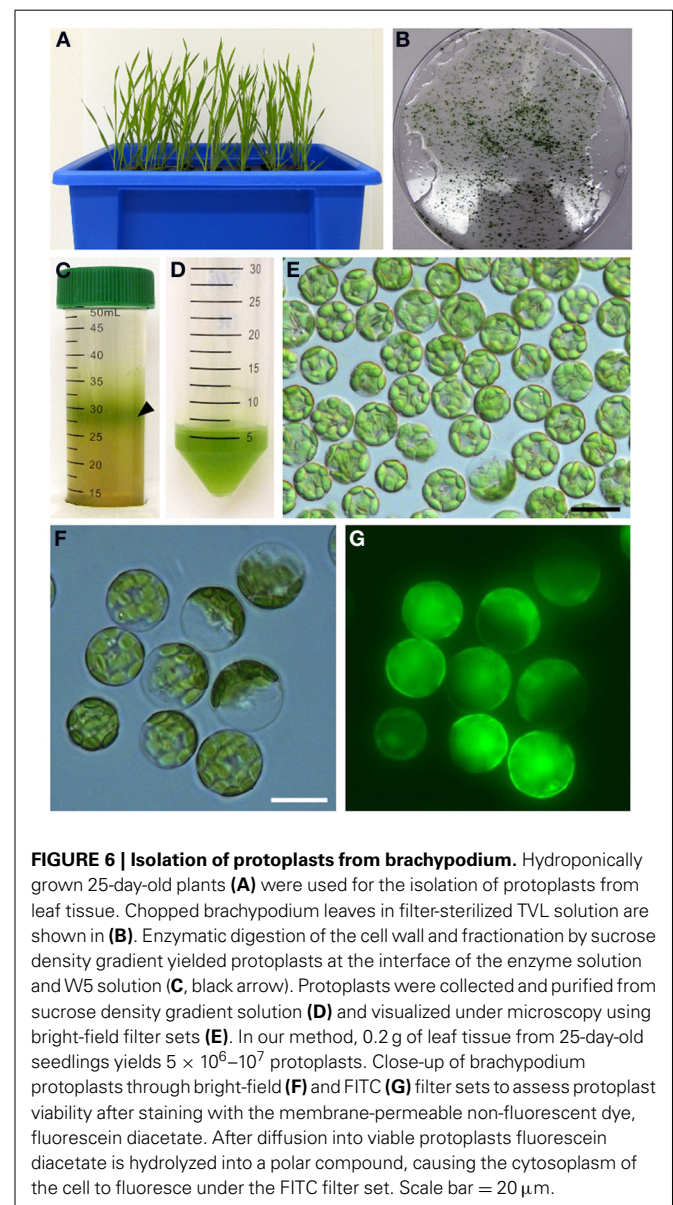 A
B
C
50mL
45
40
35
30
25
20
15
D
30
25
20
15
10
5
E
F
G
FIGURE 6 | Isolation of protoplasts from brachypodium. Hydroponically
grown 25-day-old plants (A) were used for the isolation of protoplasts from
leaf tissue. Chopped brachypodium leaves in filter-sterilized TVL solution are
shown in (B). Enzymatic digestion of the cell wall and fractionation by sucrose
density gradient yielded protoplasts at the interface of the enzyme solution
and W5 solution (C, black arrow). Protoplasts were collected and purified from
sucrose density gradient solution (D) and visualized under microscopy using
bright-field filter sets (E). In our method, 0.2 g of leaf tissue from 25-day-old
seedlings yields 5 × 10⁶–10⁷ protoplasts. Close-up of brachypodium
protoplasts through bright-field (F) and FITC (G) filter sets to assess protoplast
viability after staining with the membrane-permeable non-fluorescent dye,
fluorescein diacetate. After diffusion into viable protoplasts fluorescein
diacetate is hydrolyzed into a polar compound, causing the cytosoplasm of
the cell to fluoresce under the FITC filter set. Scale bar = 20 μm.